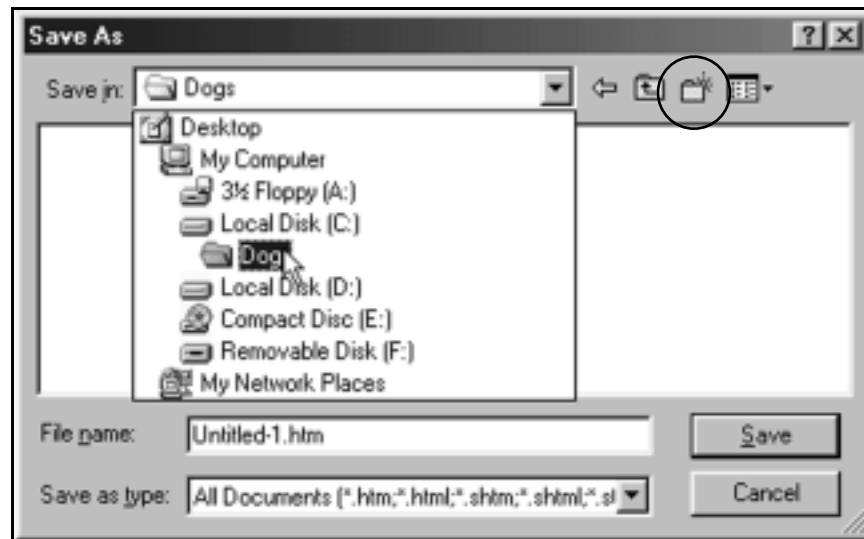 Save As
Save in: Dogs
Desktop
My Computer
3½ Floppy (A:)
Local Disk (C:)
Dog
Local Disk (D:)
Compact Disc (E:)
Removable Disk (F:)
My Network Places
File name: Untitled-1.htm
Save
Save as type: All Documents (*.htm;*.html;*.shtm;*.shtml;*.sl
Cancel